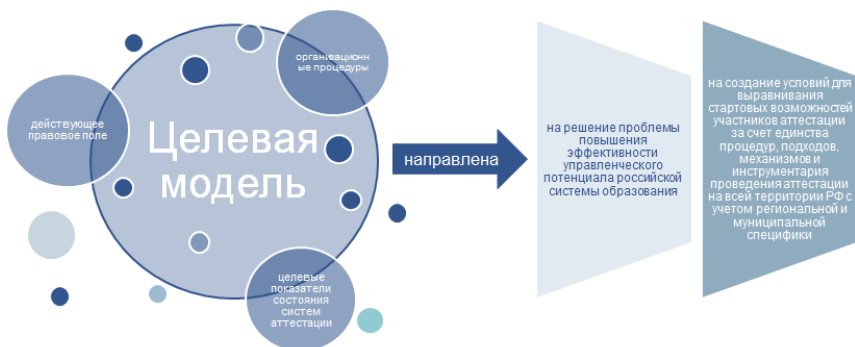 организационн
ые процедуры
действующее
правовое поле
Целевая
модель
целевые
показатели
состояния
систем
аттестации
направлена
на решение проблемы
повышения
эффективности
управленческого
потенциала российской
системы образования
на создание условий для
выравнивания
стартовых возможностей
участников аттестации
за счет единства
процедур, подходов,
механизмов и
инструментария
проведения аттестации
на всей территории РФ с
учетом региональной и
муниципальной
специфики